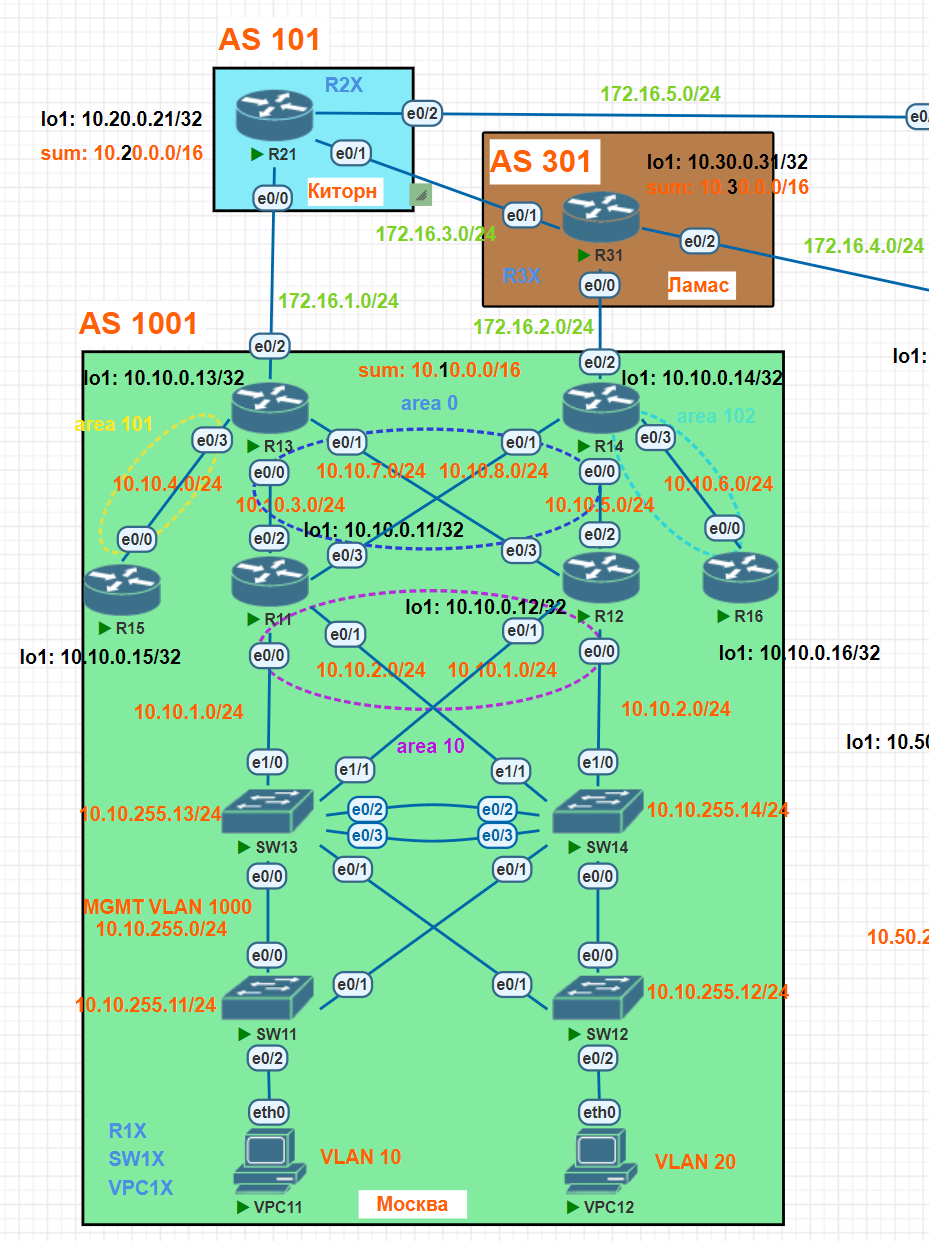 AS 101
R2X
172.16.5.0/24
e0/2
lo1: 10.20.0.21/32
sum: 10.20.0.0/16
R21
e0/1
AS 301
lo1: 10.30.0.31/32
sum: 10.30.0.0/16
e0/0
Киторн
e0/1
172.16.3.0/24
e0/2
172.16.4.0/24
R31
R3X
e0/0
Ламас
172.16.1.0/24
AS 1001
172.16.2.0/24
e0/2
e0/2
lo1:
lo1: 10.10.0.13/32
sum: 10.10.0.0/16
lo1: 10.10.0.14/32
area 0
area 101
area 102
e0/3
R13
e0/1
e0/1
R14
e0/3
e0/0
10.10.7.0/24
10.10.8.0/24
e0/0
10.10.4.0/24
10.10.6.0/24
10.10.3.0/24
10.10.5.0/24
lo1: 10.10.0.11/32
e0/0
e0/2
e0/3
e0/3
e0/2
e0/0
lo1: 10.10.0.12/32
R15
R11
R12
R16
e0/1
e0/1
lo1: 10.10.0.15/32
e0/0
e0/0
lo1: 10.10.0.16/32
10.10.2.0/24
10.10.1.0/24
10.10.1.0/24
10.10.2.0/24
area 10
lo1: 10.50
e1/0
e1/1
e1/1
e1/0
10.10.255.13/24
e0/2
e0/2
10.10.255.14/24
e0/3
e0/3
SW13
SW14
e0/0
e0/1
e0/1
e0/0
MGMT VLAN 1000
10.10.255.0/24
10.50.2
e0/0
e0/0
e0/1
e0/1
10.10.255.11/24
10.10.255.12/24
SW11
SW12
e0/2
e0/2
eth0
eth0
R1X
SW1X
VPC1X
VLAN 10
VLAN 20
VPC11
Москва
VPC12